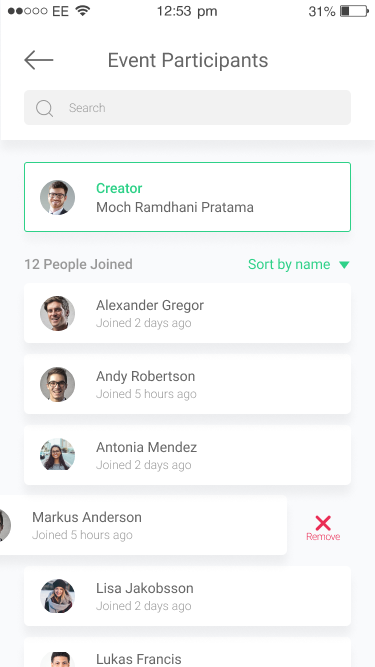 EE 12:53 pm 31%
Event Participants
Search
Creator
Moch Ramdhani Pratama
12 People Joined Sort by name
Alexander Gregor
Joined 2 days ago
Andy Robertson
Joined 5 hours ago
Antonia Mendez
Joined 2 days ago
Markus Anderson
Joined 5 hours ago
Remove
Lisa Jakobsson
Joined 2 days ago
Lukas Francis